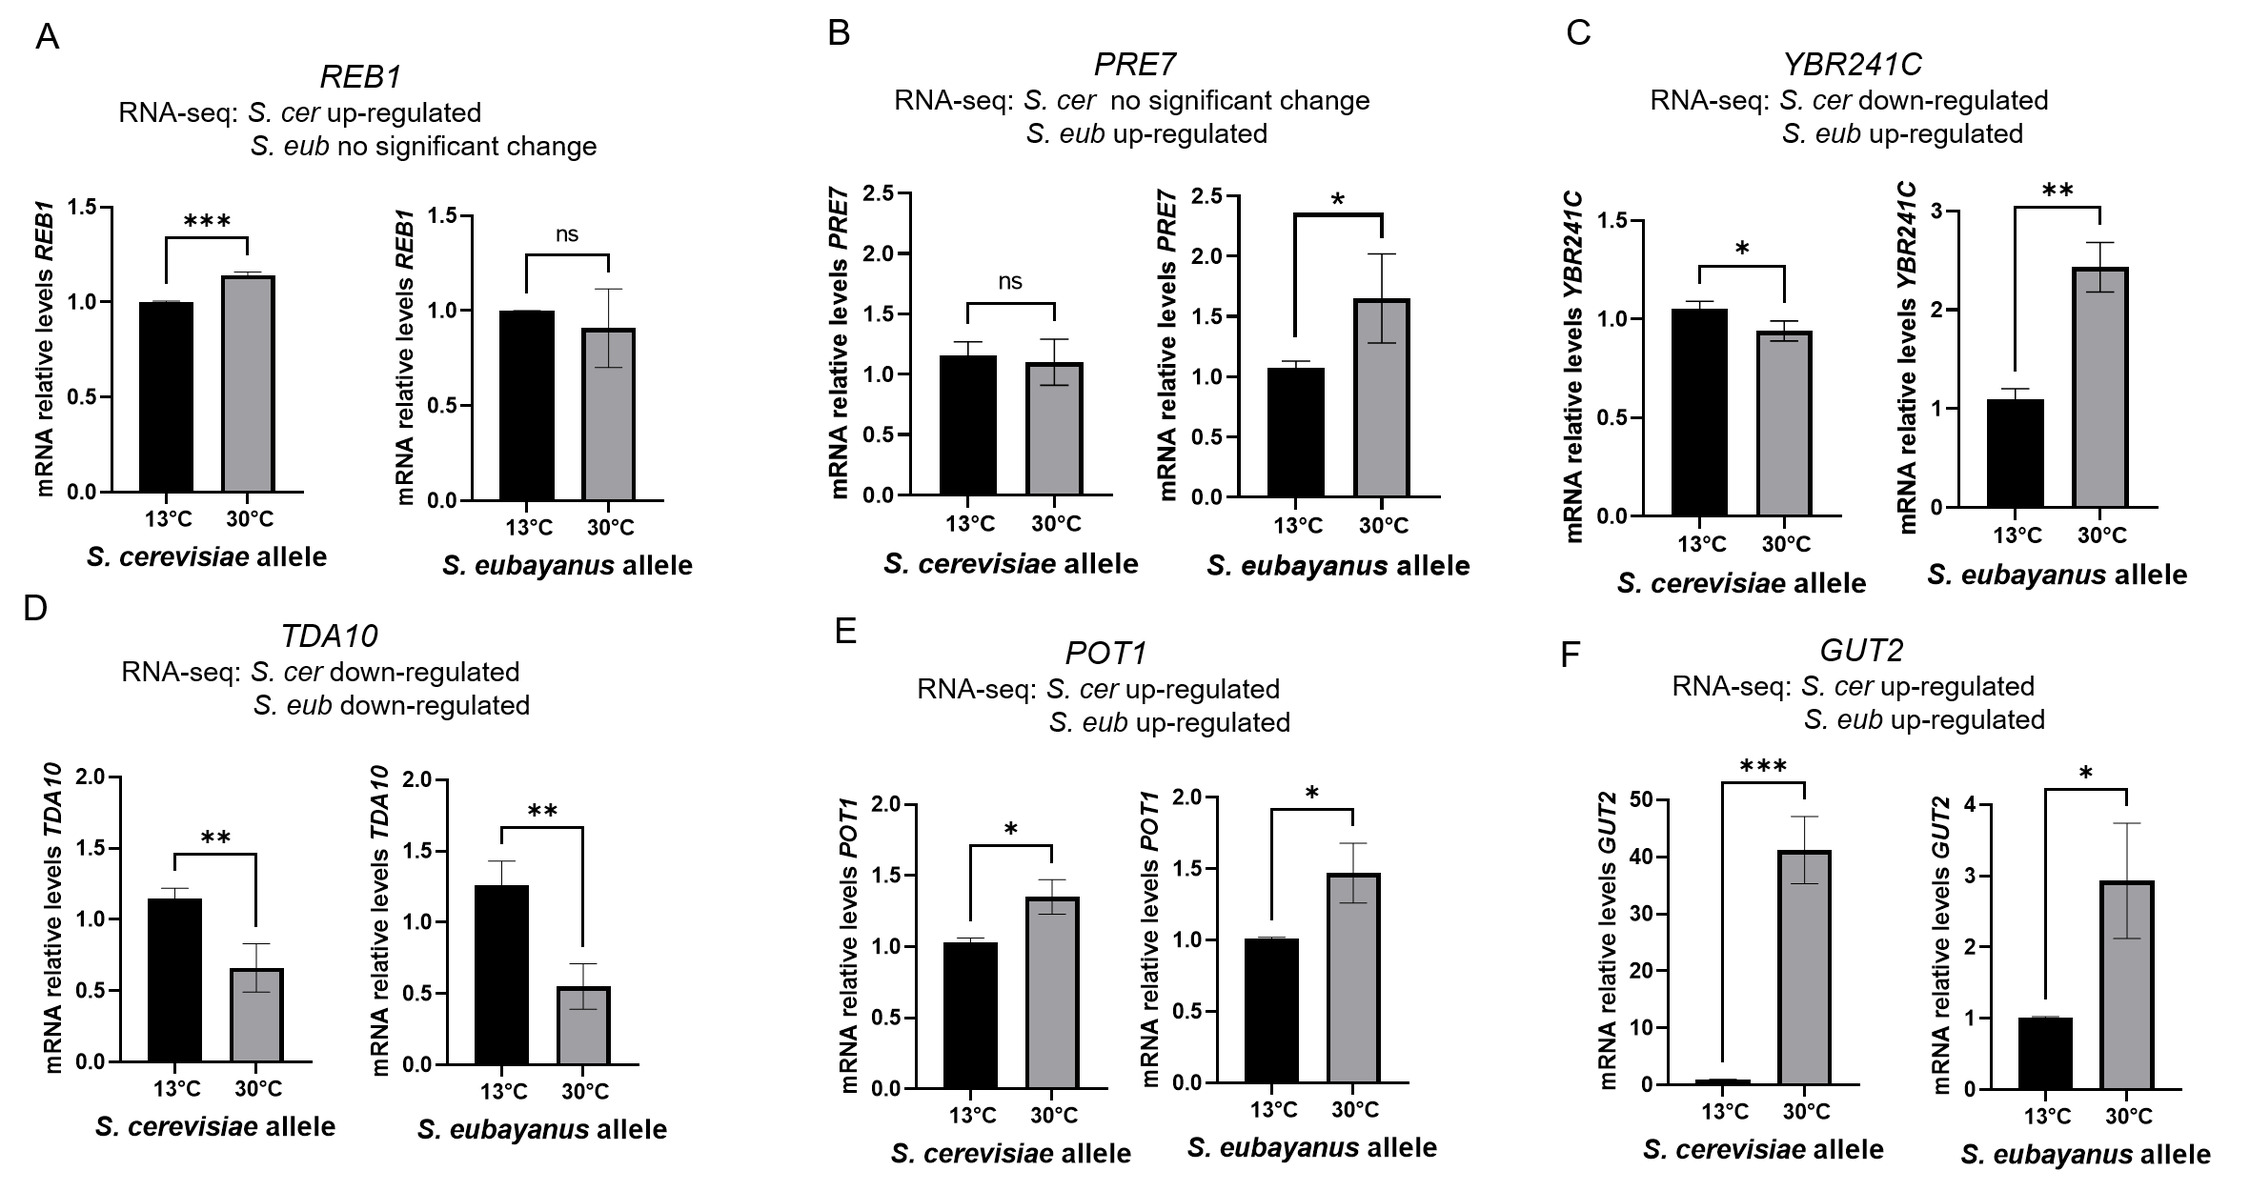 A
REB1
RNA-seq: S. cer up-regulated
S. eub no significant change
mRNA relative levels REB1
1.5
1.0
0.5
0.0
***
13°C
30°C
S. cerevisiae allele
mRNA relative levels REB1
1.5
1.0
0.5
0.0
ns
13°C
30°C
S. eubayanus allele
B
PRE7
RNA-seq: S. cer no significant change
S. eub up-regulated
mRNA relative levels PRE7
2.5
2.0
1.5
1.0
0.5
0.0
ns
13°C
30°C
S. cerevisiae allele
mRNA relative levels PRE7
2.5
2.0
1.5
1.0
0.5
0.0
*
13°C
30°C
S. eubayanus allele
C
YBR241C
RNA-seq: S. cer down-regulated
S. eub up-regulated
mRNA relative levels YBR241C
1.5
1.0
0.5
0.0
*
13°C
30°C
S. cerevisiae allele
mRNA relative levels YBR241C
3
2
1
0
**
13°C
30°C
S. eubayanus allele
D
TDA10
RNA-seq: S. cer down-regulated
S. eub down-regulated
mRNA relative levels TDA10
2.0
1.5
1.0
0.5
0.0
**
13°C
30°C
S. cerevisiae allele
mRNA relative levels TDA10
2.0
1.5
1.0
0.5
0.0
**
13°C
30°C
S. eubayanus allele
E
POT1
RNA-seq: S. cer up-regulated
S. eub up-regulated
mRNA relative levels POT1
2.0
1.5
1.0
0.5
0.0
*
13°C
30°C
S. cerevisiae allele
mRNA relative levels POT1
2.0
1.5
1.0
0.5
0.0
*
13°C
30°C
S. eubayanus allele
F
GUT2
RNA-seq: S. cer up-regulated
S. eub up-regulated
mRNA relative levels GUT2
50
40
30
20
10
0
***
13°C
30°C
S. cerevisiae allele
mRNA relative levels GUT2
4
3
2
1
0
*
13°C
30°C
S. eubayanus allele